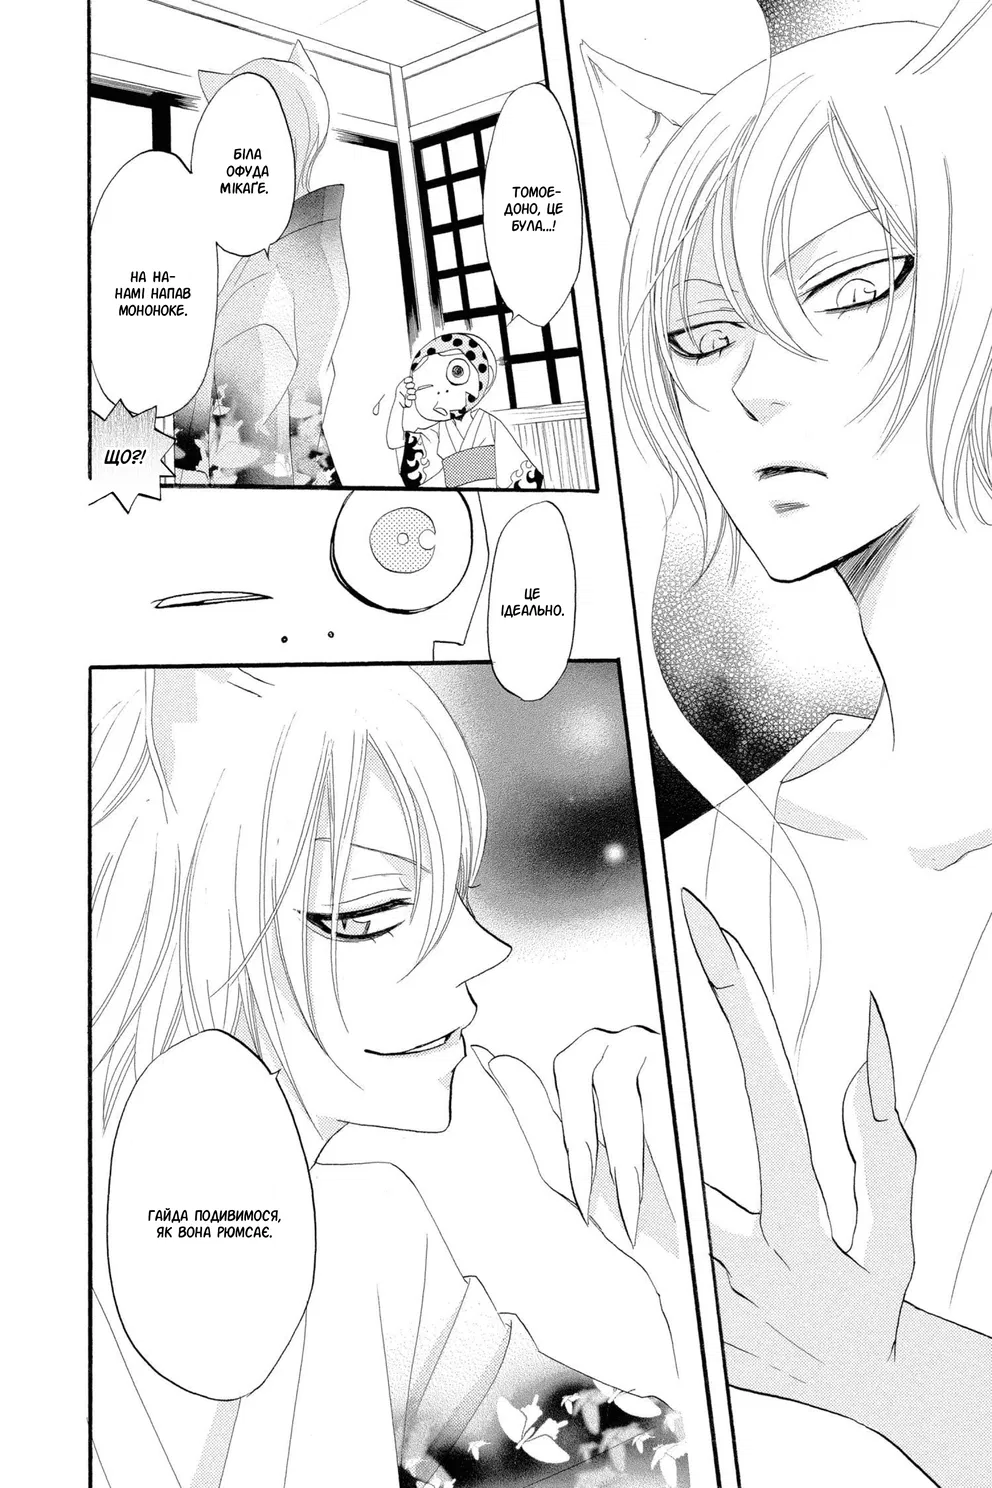 ТОМОЕ-
ДОНО, ЦЕ
БУЛА...!
БІЛА
ОФУДА
МІКАҐЕ.
НА НА-
НАМІ НАПАВ
МОНОНОКЕ.
ЩО?!
ЦЕ
ІДЕАЛЬНО.
ГАЙДА ПОДИВИМОСЯ,
ЯК ВОНА РЮМСАЄ.